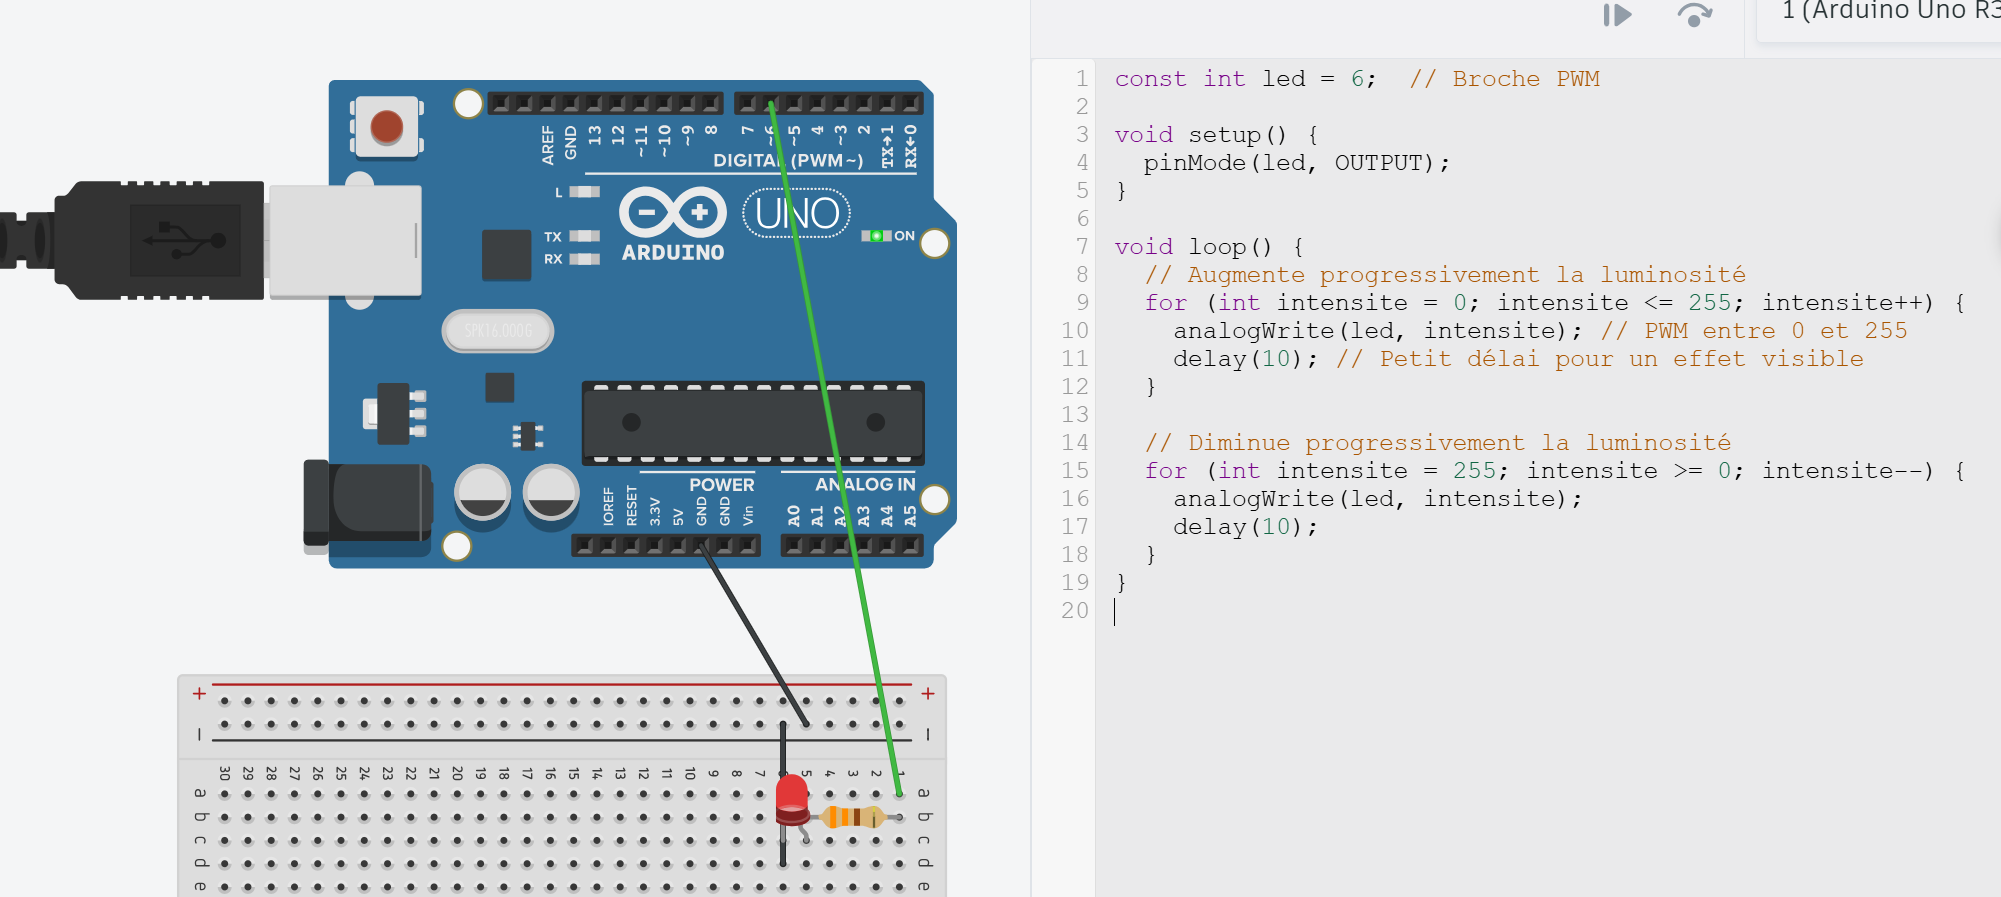 1 (Arduino Uno R3
AREF
GND
13
12
~11
~10
~9
8
7
~6
~5
4
~3
2
TX→1
RX←0
DIGITAL (PWM~)
L
TX
RX
ARDUINO
UNO
ON
SPK16.000G
POWER
ANALOG IN
IOREF
RESET
3.3V
5V
GND
GND
Vin
A0
A1
A2
A3
A4
A5
+ +
− −
30 29 28 27 26 25 24 23 22 21 20 19 18 17 16 15 14 13 12 11 10 9 8 7 5 4 3 2 1
a a
b b
c c
d d
e e
1 const int led = 6;  // Broche PWM
2
3 void setup() {
4   pinMode(led, OUTPUT);
5 }
6
7 void loop() {
8   // Augmente progressivement la luminosité
9   for (int intensite = 0; intensite <= 255; intensite++) {
10     analogWrite(led, intensite); // PWM entre 0 et 255
11     delay(10); // Petit délai pour un effet visible
12   }
13
14   // Diminue progressivement la luminosité
15   for (int intensite = 255; intensite >= 0; intensite--) {
16     analogWrite(led, intensite);
17     delay(10);
18   }
19 }
20